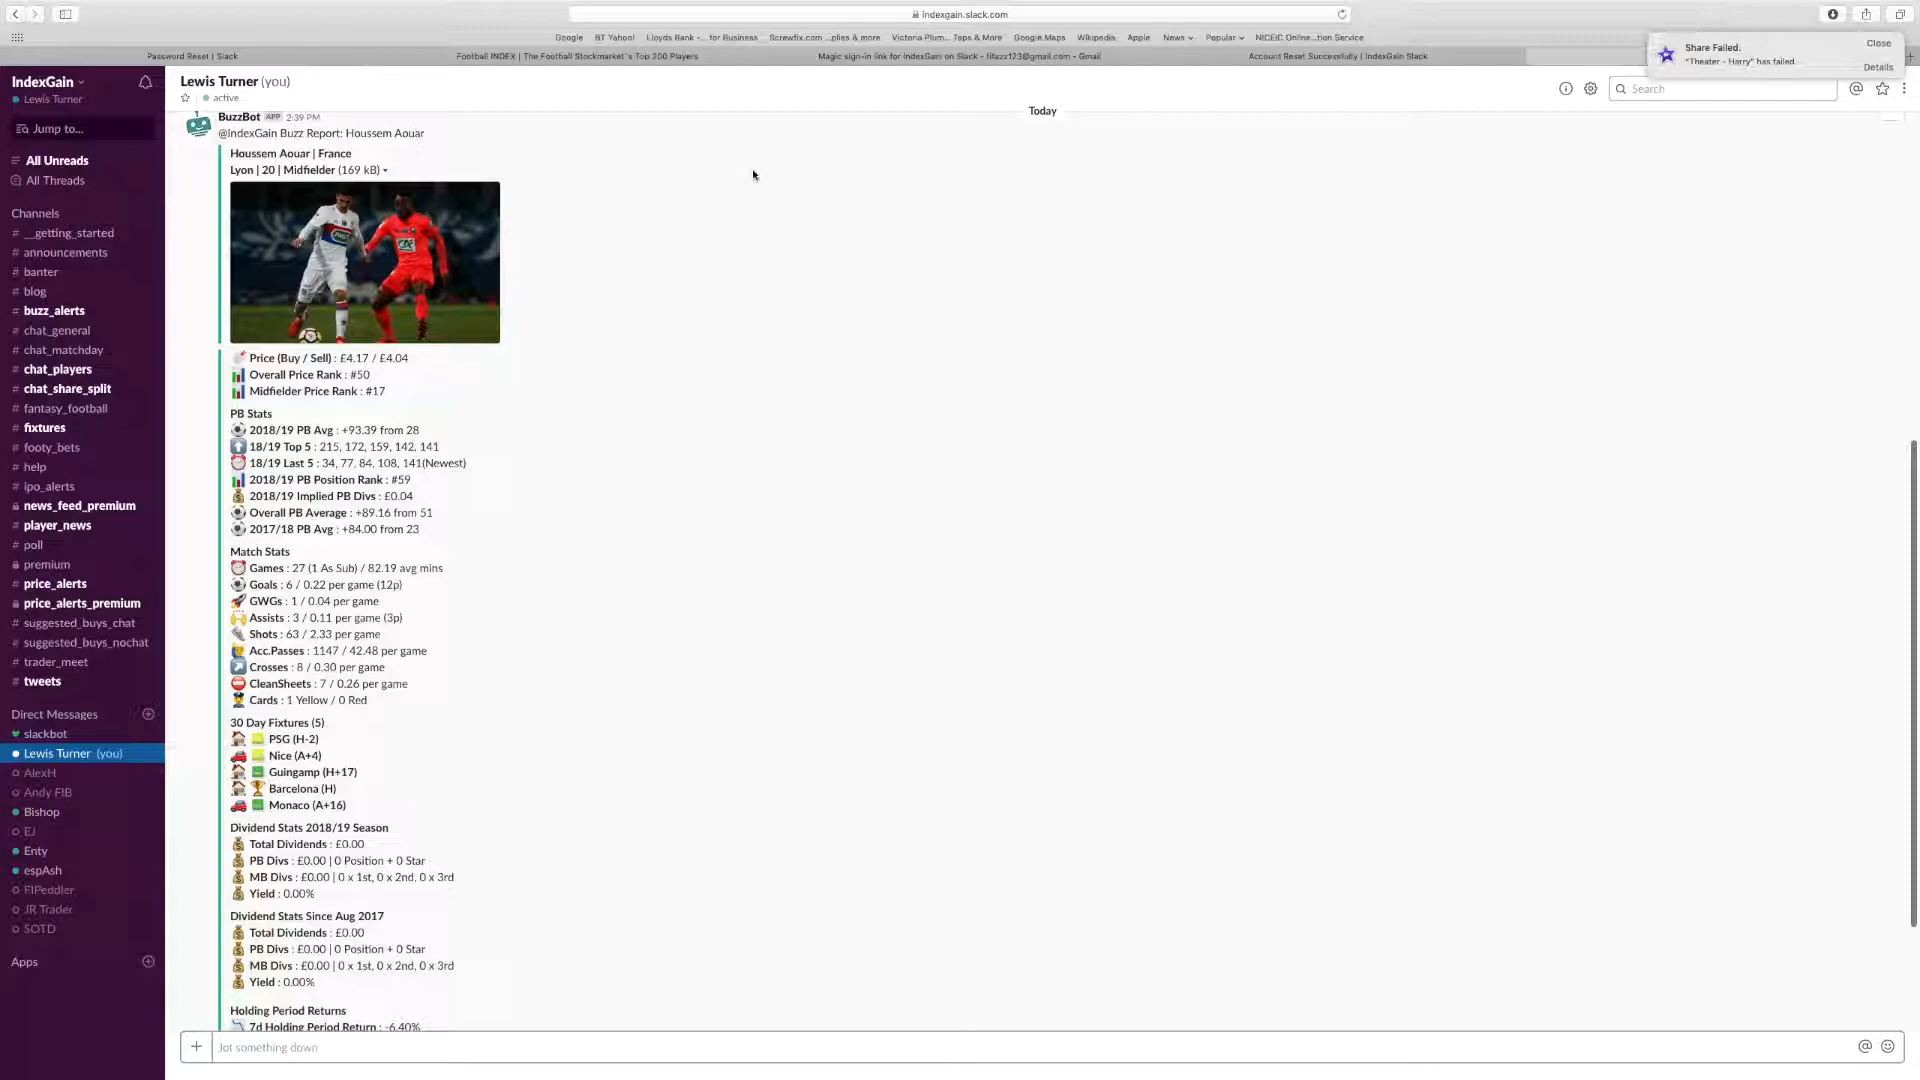 indexgain.slack.com
Google BT Yahoo! Lloyds Bank -... for Business Screwfix.com ...plies & more Victoria Plum... Taps & More Google Maps Wikipedia Apple News Popular NICEIC Online ...tion Service
Password Reset | Slack
Football INDEX | The Football Stockmarket's Top 200 Players
Magic sign-in link for IndexGain on Slack - fifazz123@gmail.com - Gmail
Account Reset Successfully | IndexGain Slack
Share Failed.
"Theater - Harry" has failed.
Close
Details
IndexGain
Lewis Turner
Jump to...
All Unreads
All Threads
Channels
# __getting_started
# announcements
# banter
# blog
# buzz_alerts
# chat_general
# chat_matchday
# chat_players
# chat_share_split
# fantasy_football
# fixtures
# footy_bets
# help
# ipo_alerts
news_feed_premium
# player_news
# poll
premium
# price_alerts
price_alerts_premium
# suggested_buys_chat
# suggested_buys_nochat
# trader_meet
# tweets
Direct Messages
slackbot
Lewis Turner (you)
AlexH
Andy FIB
Bishop
EJ
Enty
espAsh
FIPeddler
JR Trader
SOTD
Apps
Lewis Turner (you)
active
Search
Today
BuzzBot APP 2:39 PM
@IndexGain Buzz Report: Houssem Aouar
Houssem Aouar | France
Lyon | 20 | Midfielder (169 kB)
Price (Buy / Sell) : £4.17 / £4.04
Overall Price Rank : #50
Midfielder Price Rank : #17
PB Stats
2018/19 PB Avg : +93.39 from 28
18/19 Top 5 : 215, 172, 159, 142, 141
18/19 Last 5 : 34, 77, 84, 108, 141(Newest)
2018/19 PB Position Rank : #59
2018/19 Implied PB Divs : £0.04
Overall PB Average : +89.16 from 51
2017/18 PB Avg : +84.00 from 23
Match Stats
Games : 27 (1 As Sub) / 82.19 avg mins
Goals : 6 / 0.22 per game (12p)
GWGs : 1 / 0.04 per game
Assists : 3 / 0.11 per game (3p)
Shots : 63 / 2.33 per game
Acc.Passes : 1147 / 42.48 per game
Crosses : 8 / 0.30 per game
CleanSheets : 7 / 0.26 per game
Cards : 1 Yellow / 0 Red
30 Day Fixtures (5)
PSG (H-2)
Nice (A+4)
Guingamp (H+17)
Barcelona (H)
Monaco (A+16)
Dividend Stats 2018/19 Season
Total Dividends : £0.00
PB Divs : £0.00 | 0 Position + 0 Star
MB Divs : £0.00 | 0 x 1st, 0 x 2nd, 0 x 3rd
Yield : 0.00%
Dividend Stats Since Aug 2017
Total Dividends : £0.00
PB Divs : £0.00 | 0 Position + 0 Star
MB Divs : £0.00 | 0 x 1st, 0 x 2nd, 0 x 3rd
Yield : 0.00%
Holding Period Returns
7d Holding Period Return : -6.40%
Jot something down